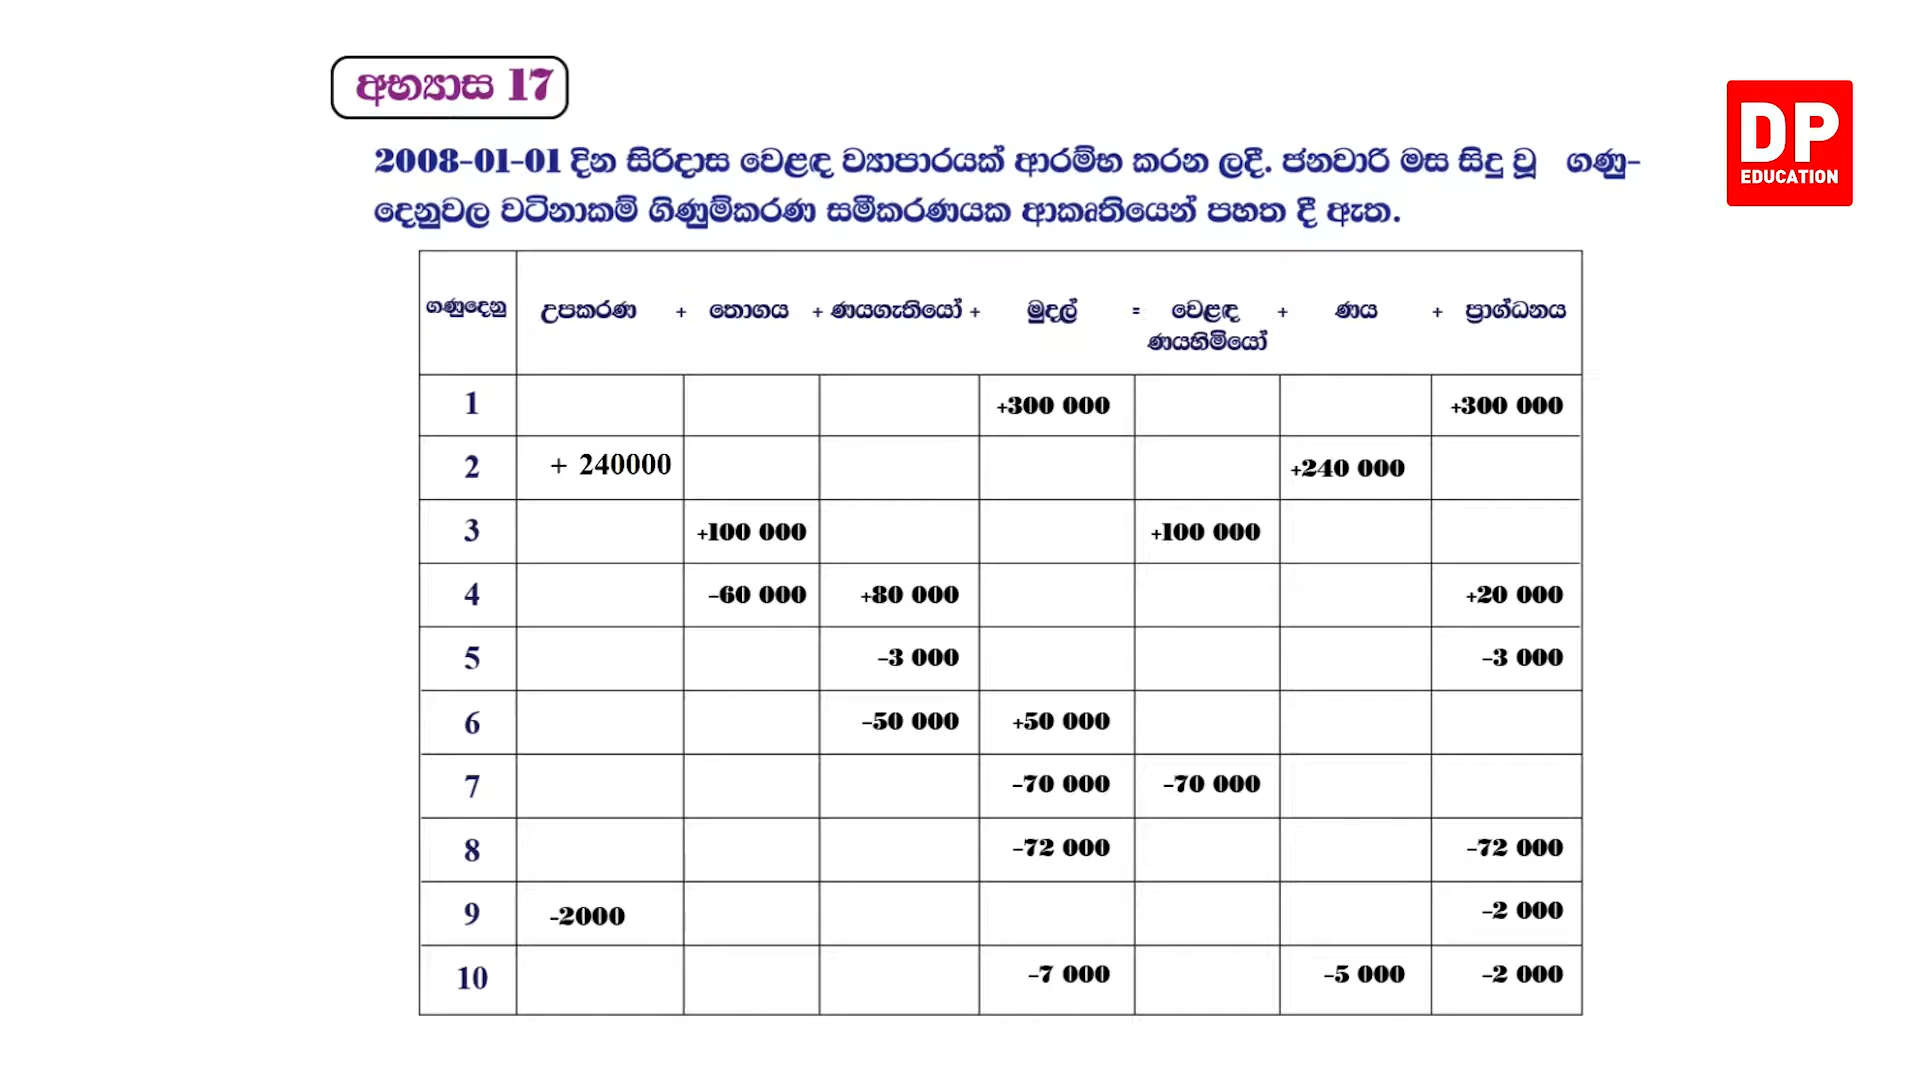 අභ්‍යාස 17
DP
EDUCATION
2008-01-01 දින සිරිදාස වෙළඳ ව්‍යාපාරයක් ආරම්භ කරන ලදී. ජනවාරි මස සිදු වූ ගණු-
දෙනුවල වටිනාකම් ගිණුම්කරණ සමීකරණයක ආකෘතියෙන් පහත දී ඇත.
ගණුදෙනු උපකරණ + තොගය + ණයගැතියෝ + මුදල් = වෙළඳ + ණය + ප්‍රාග්ධනය
ණයහිමියෝ
1 +300 000 +300 000
2 + 240000 +240 000
3 +100 000 +100 000
4 -60 000 +80 000 +20 000
5 -3 000 -3 000
6 -50 000 +50 000
7 -70 000 -70 000
8 -72 000 -72 000
9 -2000 -2 000
10 -7 000 -5 000 -2 000